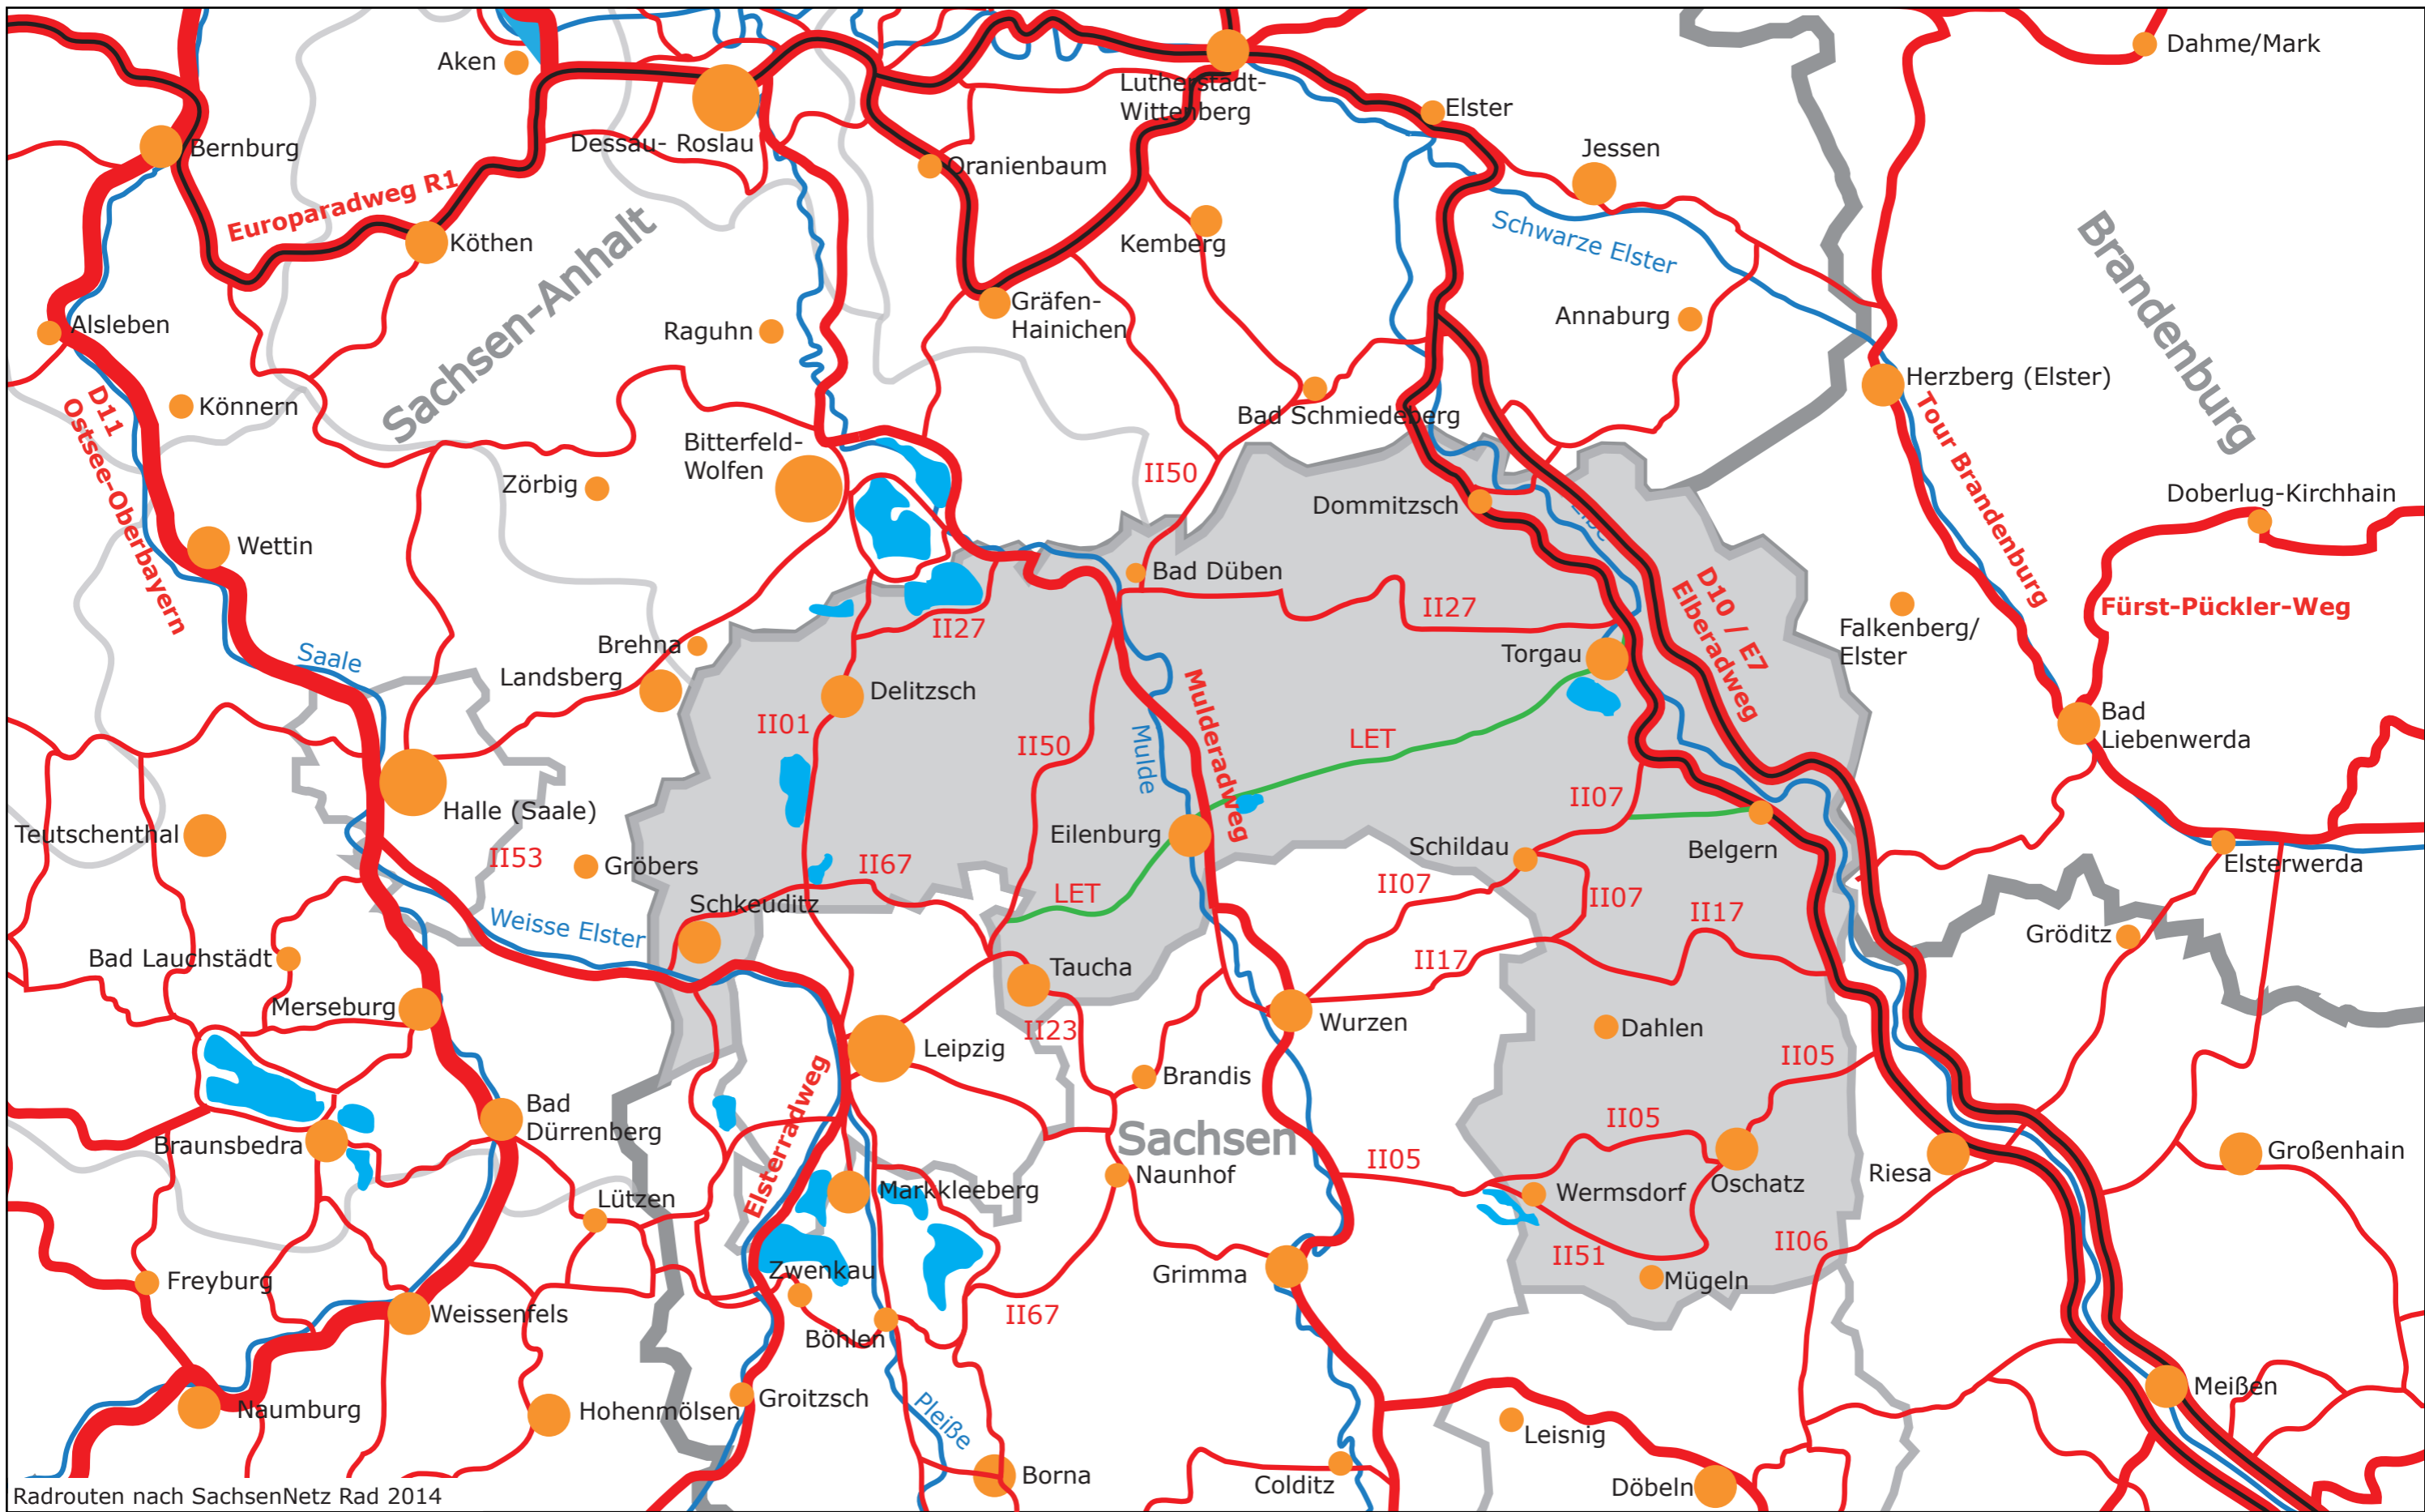 Dahme/Mark
Aken
Lutherstadt-
Wittenberg
Elster
Dessau- Roslau
Bernburg
Jessen
Oranienbaum
Europaradweg R1
Köthen
Kemberg
Schwarze Elster
Sachsen-Anhalt
Brandenburg
Gräfen-
Hainichen
Alsleben
Raguhn
Annaburg
Herzberg (Elster)
D11
Ostsee-Oberbayern
Könnern
Bad Schmiedeberg
Tour Brandenburg
Bitterfeld-
Wolfen
II50
Zörbig
Dommitzsch
Doberlug-Kirchhain
Elbe
Wettin
Bad Düben
D10 / E7
Elberadweg
II27
II27
Fürst-Pückler-Weg
Falkenberg/
Elster
Saale
Brehna
Landsberg
Torgau
Delitzsch
Mulderadweg
II01
II50
Mulde
LET
Bad
Liebenwerda
Halle (Saale)
II07
Teutschenthal
Eilenburg
Schildau
Belgern
II53
Gröbers
II67
Elsterwerda
LET
II07
II07
Schkeuditz
II17
Weisse Elster
Gröditz
Bad Lauchstädt
Taucha
II17
Merseburg
II23
Wurzen
Dahlen
Leipzig
II05
Elsterradweg
Brandis
Bad
Dürrenberg
II05
Braunsbedra
Sachsen
II05
Großenhain
Naunhof
Riesa
Lützen
Markkleeberg
Wermsdorf
Oschatz
II06
II51
Zwenkau
Grimma
Mügeln
Freyburg
Weissenfels
II67
Böhlen
Meißen
Groitzsch
Naumburg
Hohenmölsen
Pleiße
Leisnig
Borna
Colditz
Döbeln
Radrouten nach SachsenNetz Rad 2014